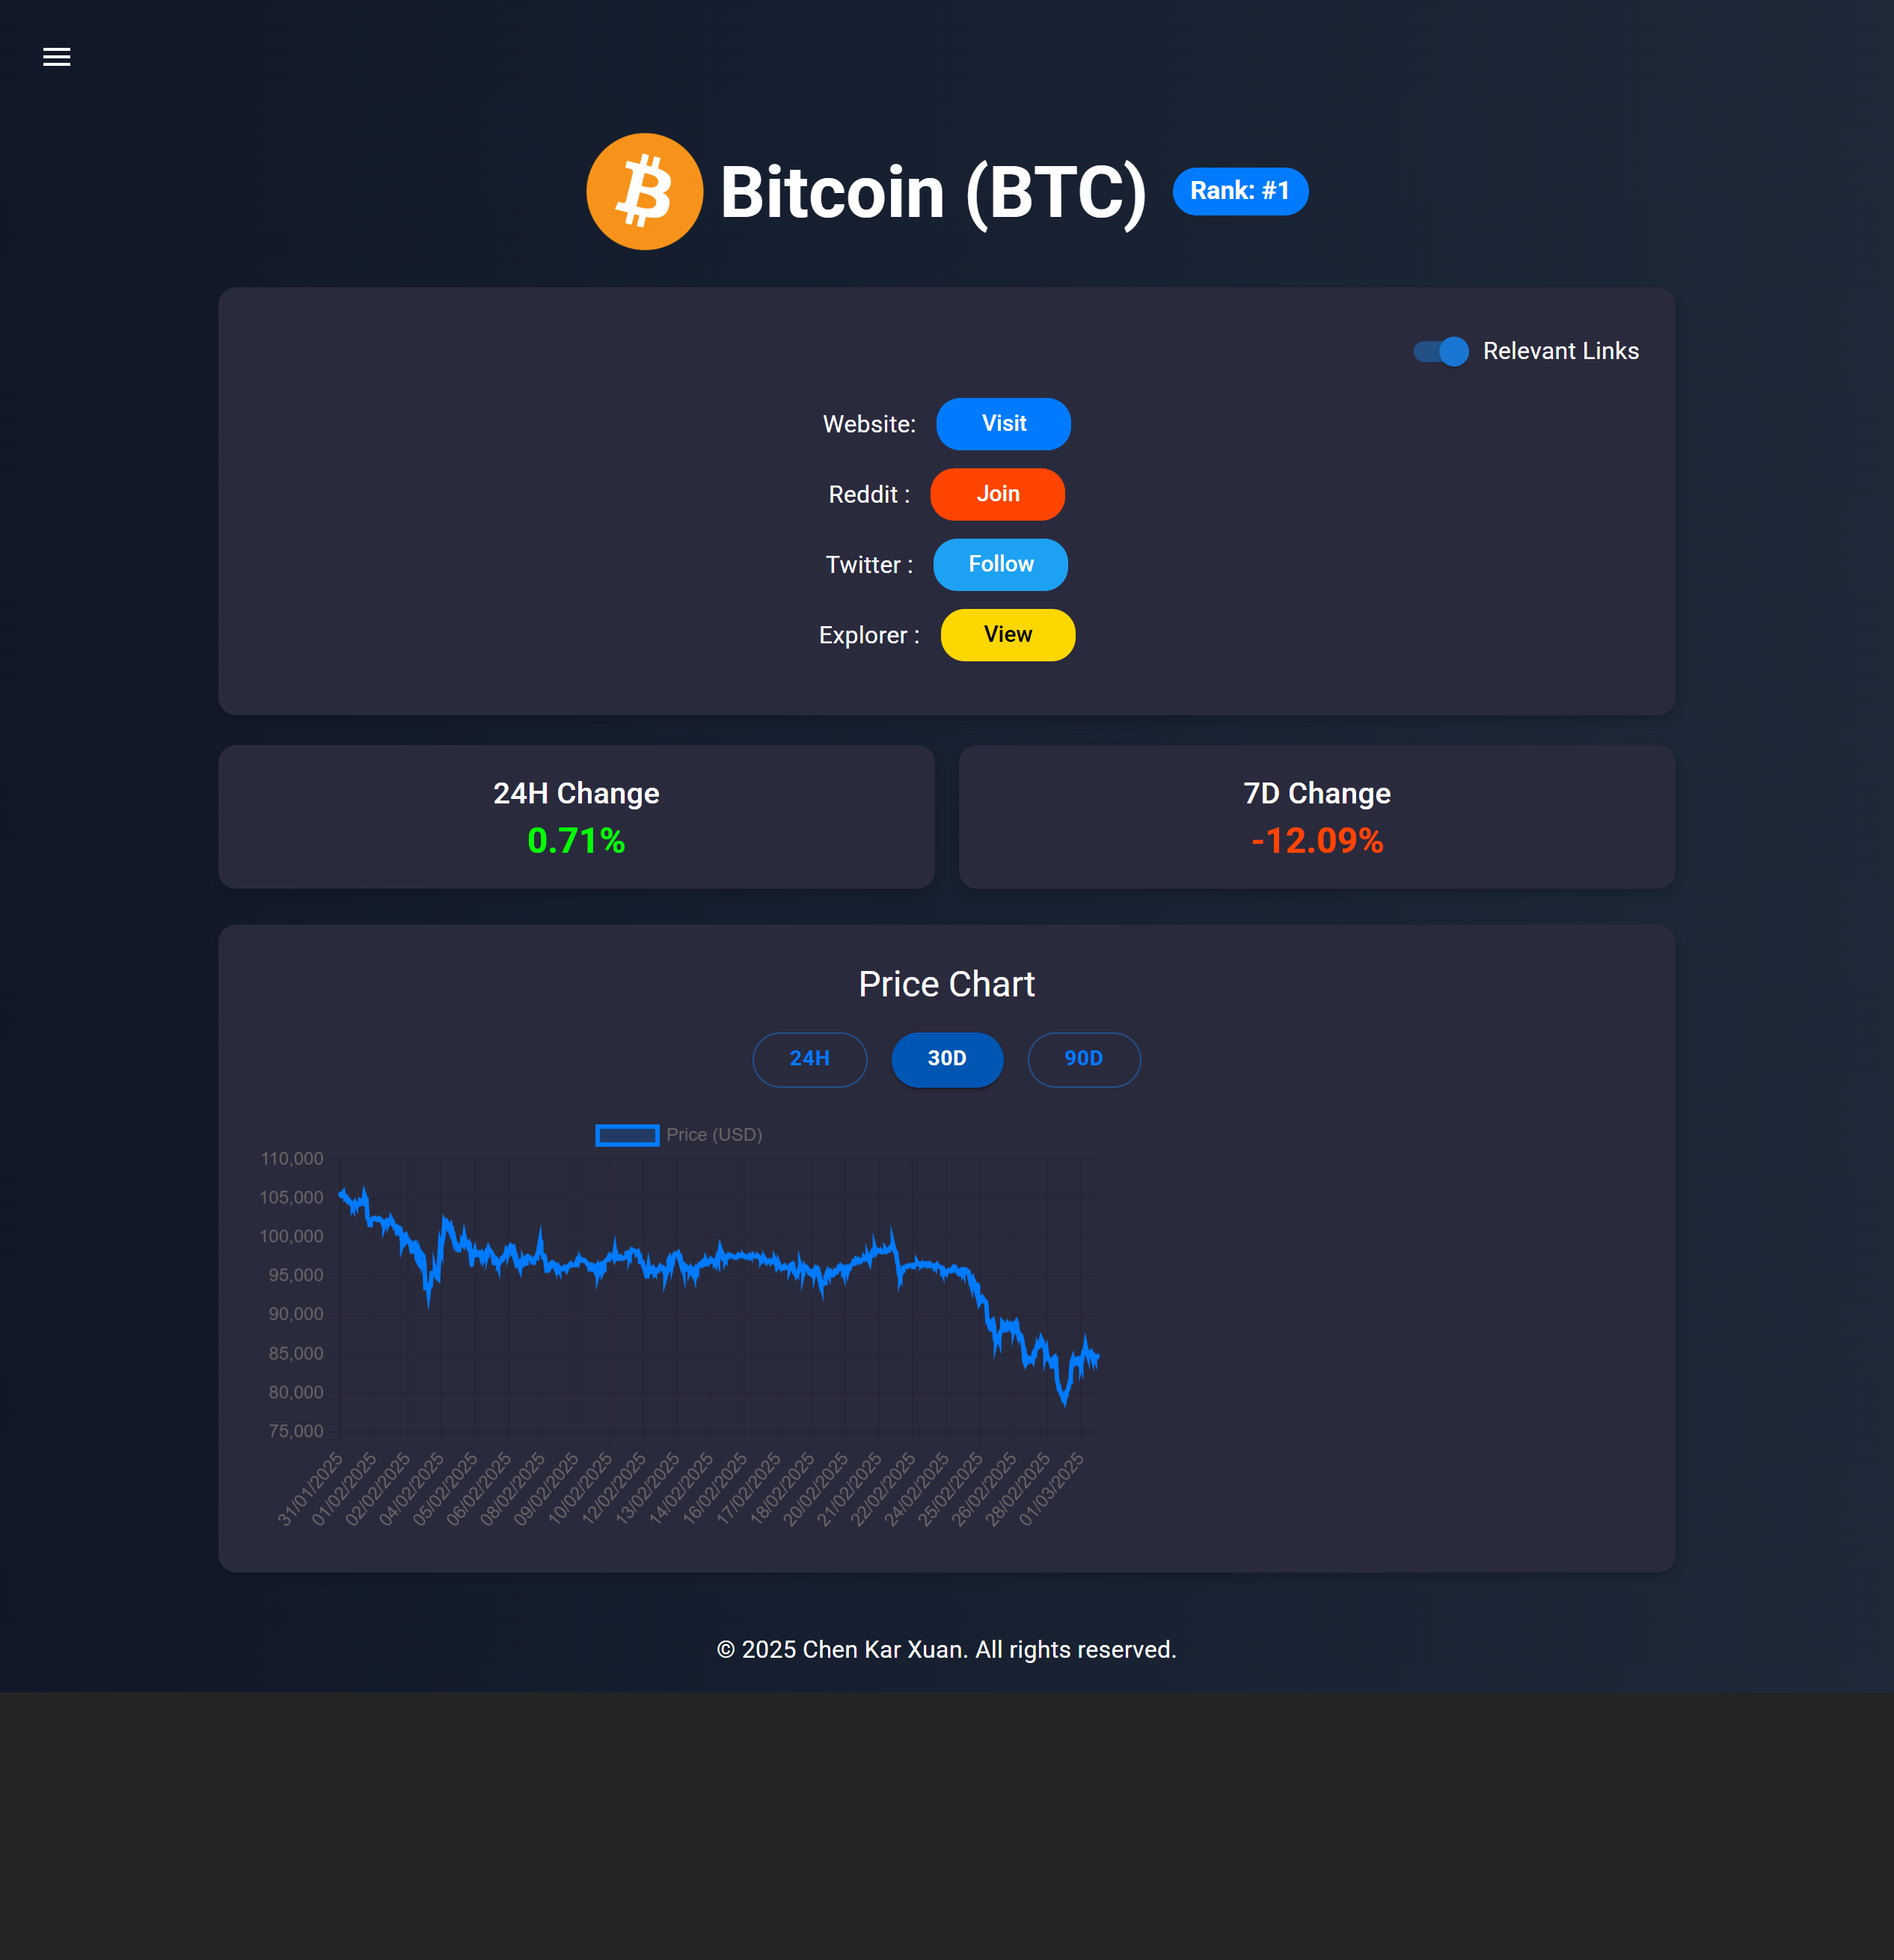 Bitcoin (BTC) Rank: #1
Relevant Links
Website: Visit
Reddit : Join
Twitter : Follow
Explorer : View
24H Change
0.71%
7D Change
-12.09%
Price Chart
24H 30D 90D
Price (USD)
110,000
105,000
100,000
95,000
90,000
85,000
80,000
75,000
31/01/2025
01/02/2025
02/02/2025
04/02/2025
05/02/2025
06/02/2025
08/02/2025
09/02/2025
10/02/2025
12/02/2025
13/02/2025
14/02/2025
16/02/2025
17/02/2025
18/02/2025
20/02/2025
21/02/2025
22/02/2025
24/02/2025
25/02/2025
26/02/2025
28/02/2025
01/03/2025
© 2025 Chen Kar Xuan. All rights reserved.